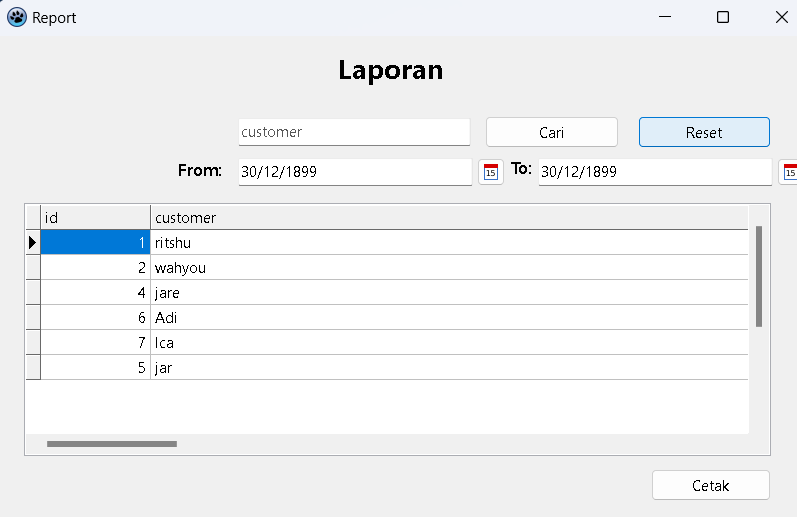 Report
Laporan
customer Cari Reset
From: 30/12/1899 15 To: 30/12/1899 15
id customer
1 ritshu
2 wahyou
4 jare
6 Adi
7 Ica
5 jar
Cetak